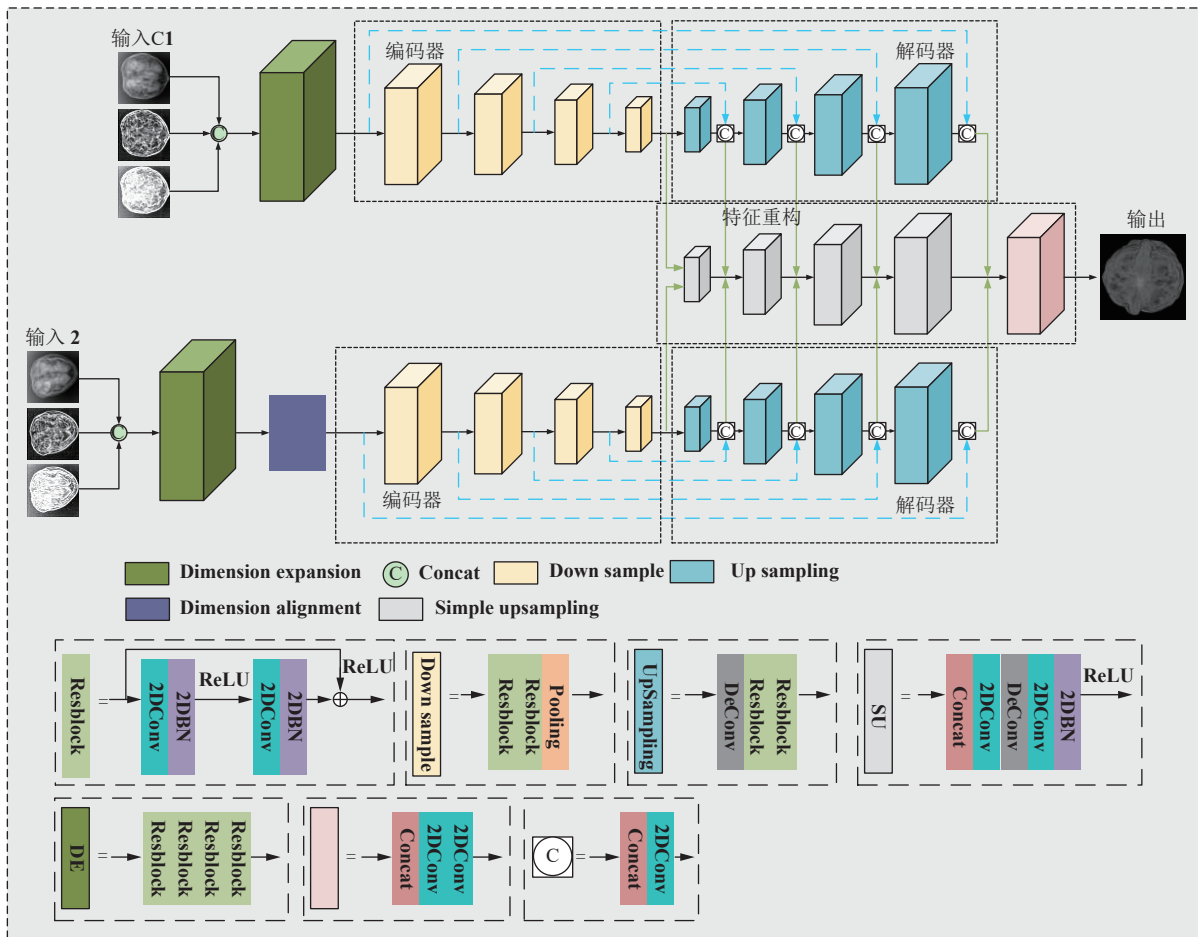 输入C1
编码器
解码器
C
C
C
C
C
特征重构
输出
输入 2
C
C
C
C
C
编码器
解码器
Dimension expansion
C
Concat
Down sample
Up sampling
Dimension alignment
Simple upsampling
Resblock
=
2DConv
2DBN
ReLU
2DConv
2DBN
ReLU
Down sample
=
Resblock
Resblock
Pooling
UpSampling
=
DeConv
Resblock
Resblock
SU
=
Concat
2DConv
DeConv
2DConv
2DBN
ReLU
DE
=
Resblock
Resblock
Resblock
Resblock
=
Concat
2DConv
2DConv
C
=
Concat
2DConv